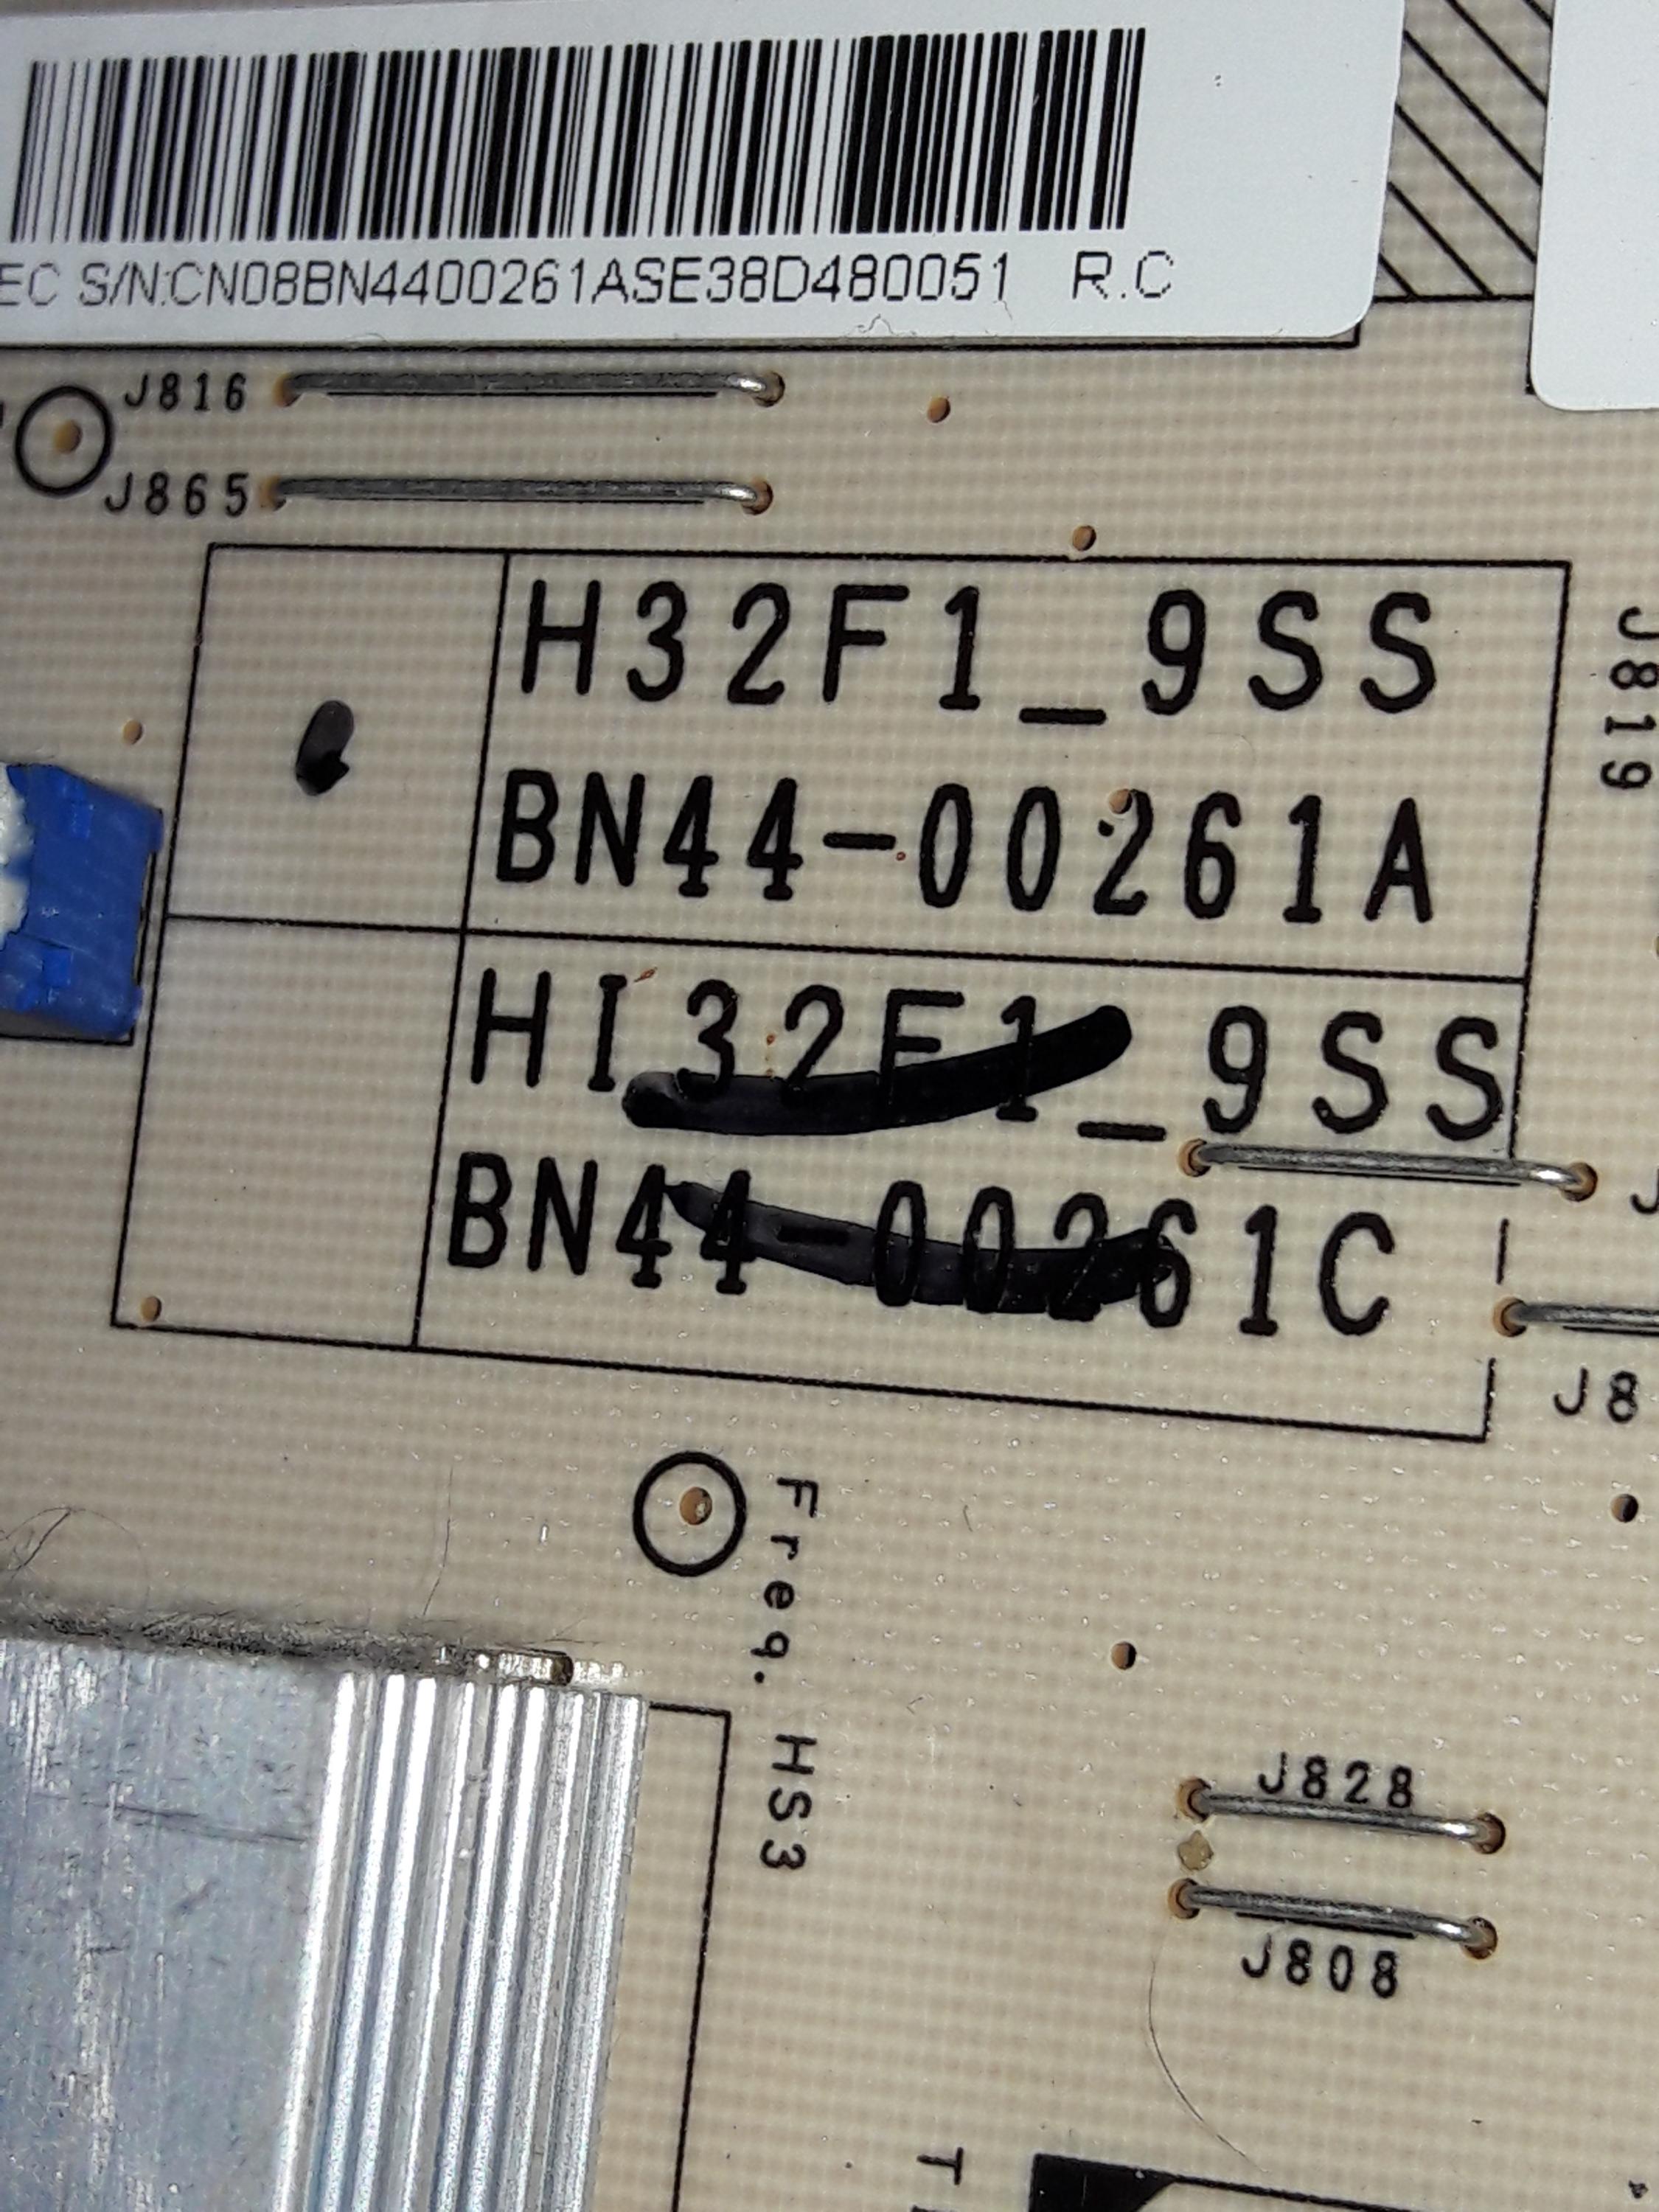 EC S/N:CN08BN4400261ASE38D480051 R.C
J816
J865
H32F1_9SS
BN44-00261A
J819
HI32F1_9SS
BN44-00261C
J8
Freq.
HS3
J828
J808